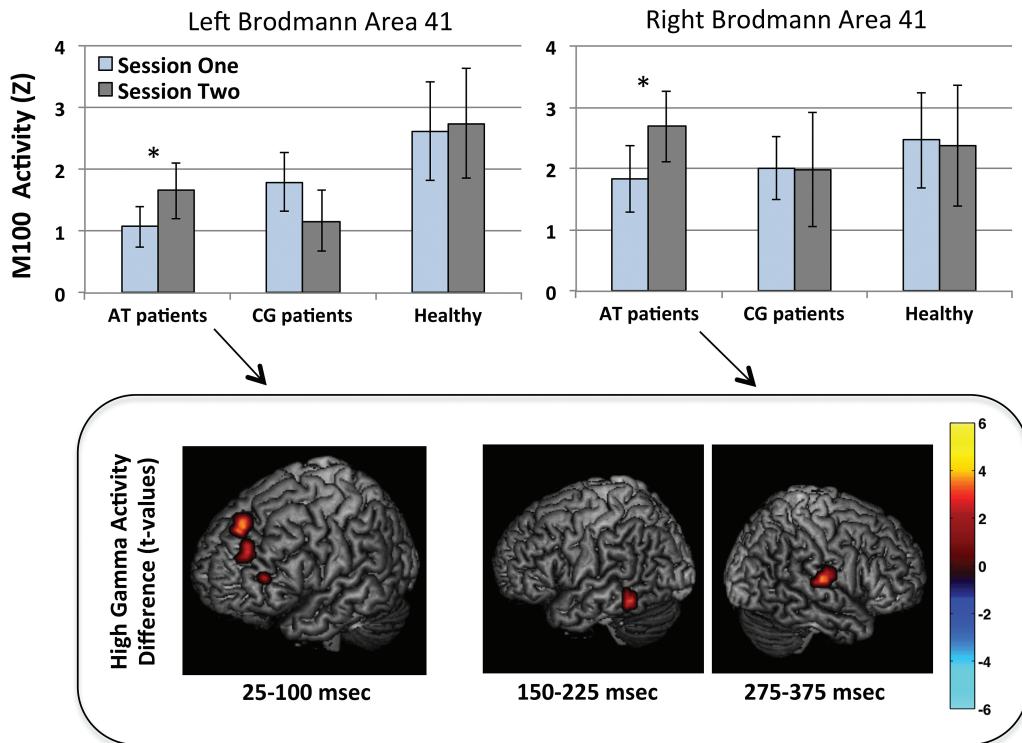 Left Brodmann Area 41
Right Brodmann Area 41
M100 Activity (Z)
4
3
2
1
0
Session One
Session Two
*
AT patients
CG patients
Healthy
4
3
2
1
0
*
AT patients
CG patients
Healthy
High Gamma Activity
Difference (t-values)
25-100 msec
150-225 msec
275-375 msec
6
4
2
0
-2
-4
-6